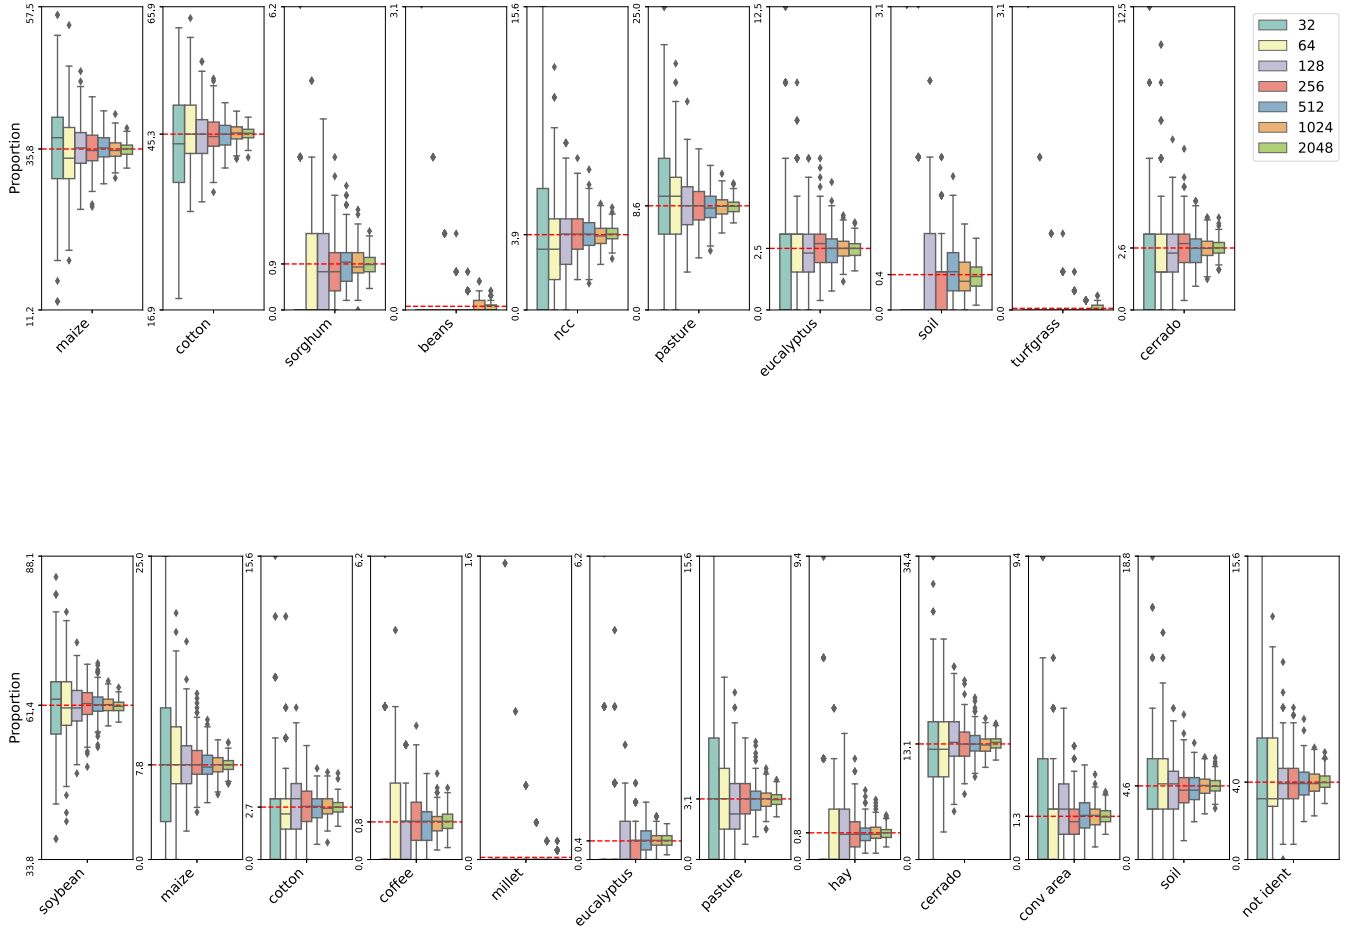 57.5
35.8
11.2
Proportion
maize
65.9
45.3
16.9
cotton
6.2
0.9
0.0
sorghum
3.1
0.0
beans
15.6
3.9
0.0
ncc
25.0
8.6
0.0
pasture
12.5
2.5
0.0
eucalyptus
3.1
0.4
0.0
soil
3.1
0.0
turfgrass
12.5
2.6
0.0
cerrado
32
64
128
256
512
1024
2048
88.1
61.4
33.8
Proportion
soybean
25.0
7.8
0.0
maize
15.6
2.7
0.0
cotton
6.2
0.8
0.0
coffee
1.6
0.0
millet
6.2
0.4
0.0
eucalyptus
15.6
3.1
0.0
pasture
9.4
0.8
0.0
hay
34.4
13.1
0.0
cerrado
9.4
1.3
0.0
conv area
18.8
4.6
0.0
soil
15.6
4.0
0.0
not ident